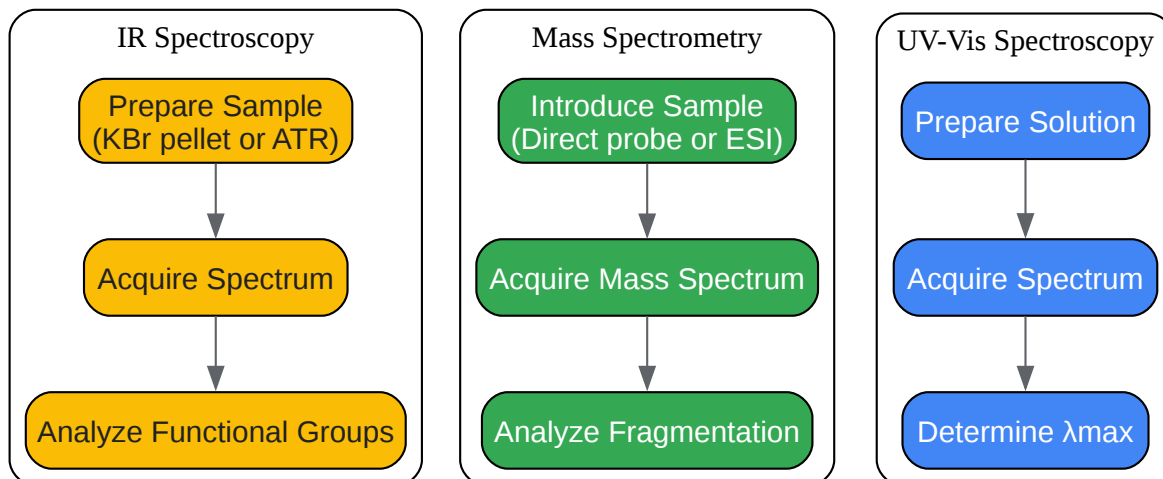 IR Spectroscopy
Prepare Sample
(KBr pellet or ATR)
Acquire Spectrum
Analyze Functional Groups
Mass Spectrometry
Introduce Sample
(Direct probe or ESI)
Acquire Mass Spectrum
Analyze Fragmentation
UV-Vis Spectroscopy
Prepare Solution
Acquire Spectrum
Determine λmax